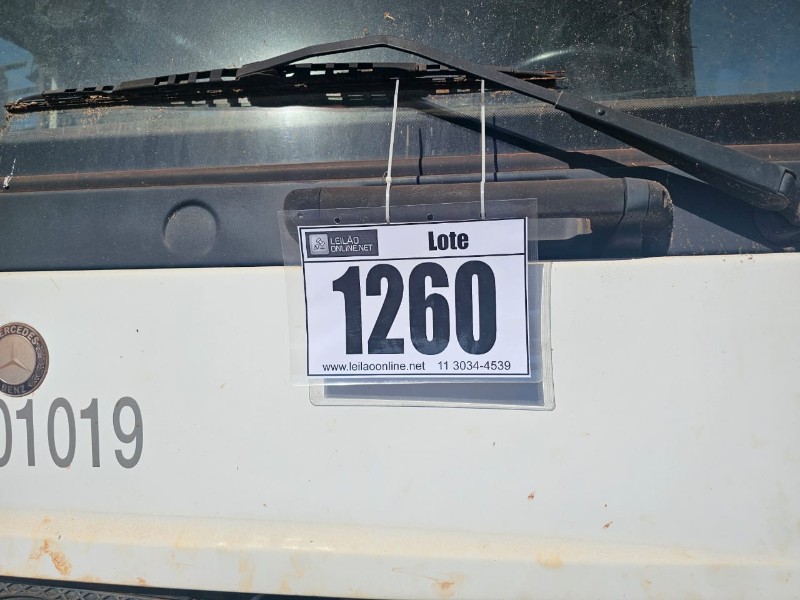 LEILÃO
ONLINE.NET
Lote
1260
www.leilaoonline.net 11 3034-4539
MERCEDES
BENZ
01019